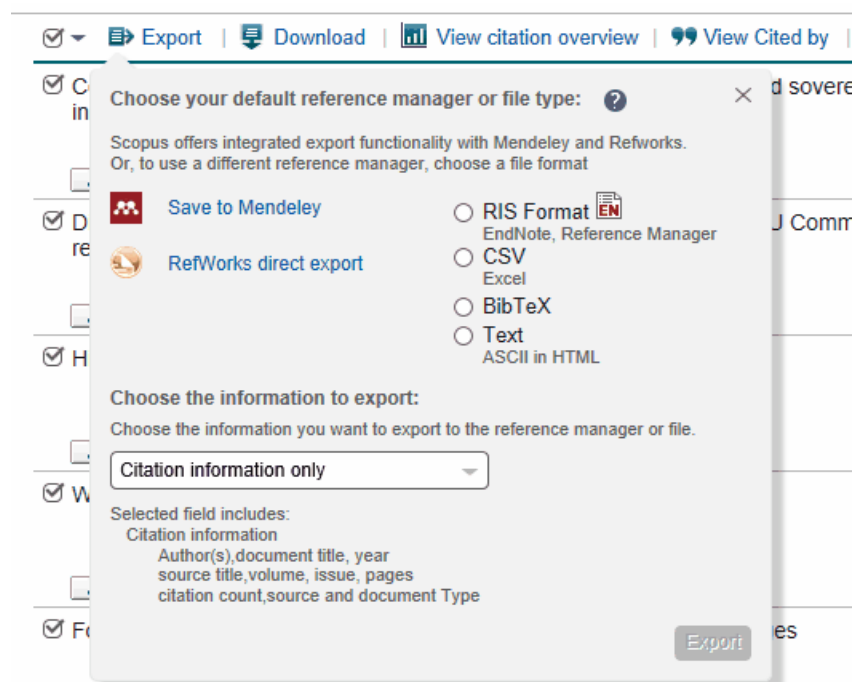 Export | Download | View citation overview | View Cited by |
C
d sovere
in
Choose your default reference manager or file type: ?
Scopus offers integrated export functionality with Mendeley and Refworks.
Or, to use a different reference manager, choose a file format
Save to Mendeley
RefWorks direct export
RIS Format EN
EndNote, Reference Manager
CSV
Excel
BibTeX
Text
ASCII in HTML
D
J Comm
re
H
Choose the information to export:
Choose the information you want to export to the reference manager or file.
Citation information only
W
Selected field includes:
Citation information
Author(s),document title, year
source title,volume, issue, pages
citation count,source and document Type
Fo
es
Export